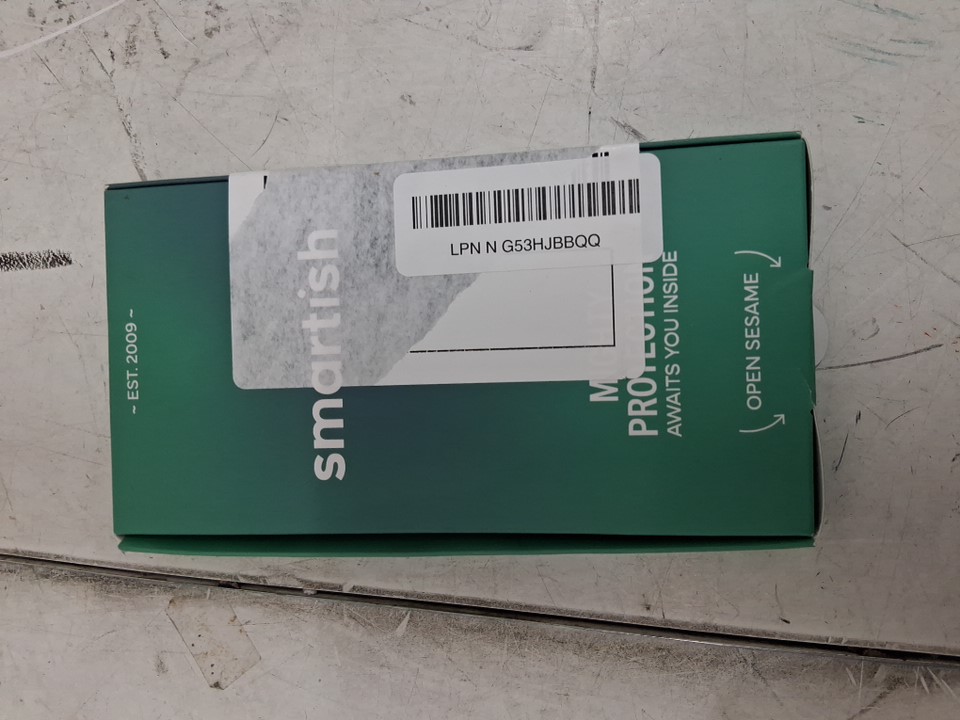 ~ EST. 2009 ~
smartish
PROTECTION
AWAITS YOU INSIDE
OPEN SESAME
LPN N G53HJBBQQ